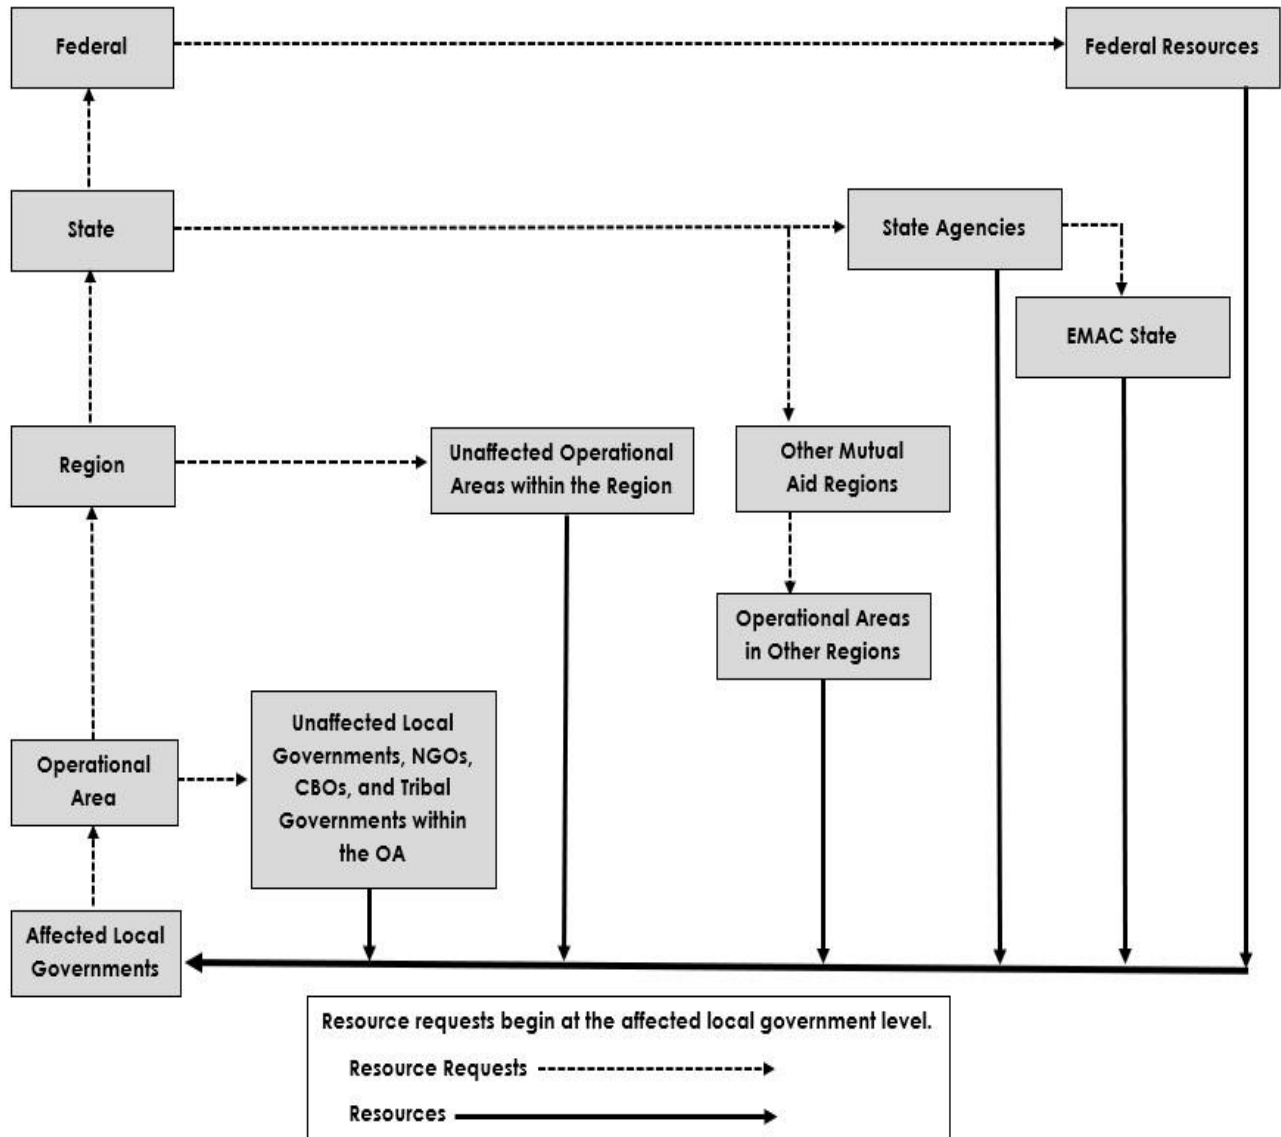 Federal
Federal Resources
State
State Agencies
EMAC State
Region
Unaffected Operational
Areas within the Region
Other Mutual
Aid Regions
Operational Areas
in Other Regions
Operational
Area
Unaffected Local
Governments, NGOs,
CBOs, and Tribal
Governments within
the OA
Affected Local
Governments
Resource requests begin at the affected local government level.
Resource Requests
Resources